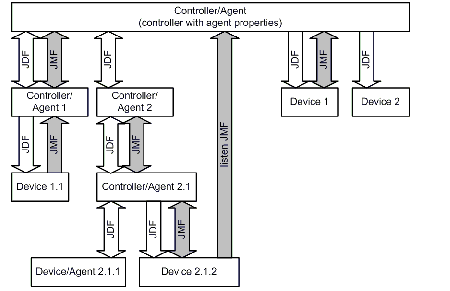 Controller/Agent
(controller with agent properties)
JDF
JMF
JDF
listen JMF
JDF
JMF
JDF
Controller/
Agent 1
Controller/
Agent 2
Device 1
Device 2
JDF
JMF
JDF
JMF
Device 1.1
Controller/Agent 2.1
JDF
JDF
JMF
Device/Agent 2.1.1
Device 2.1.2